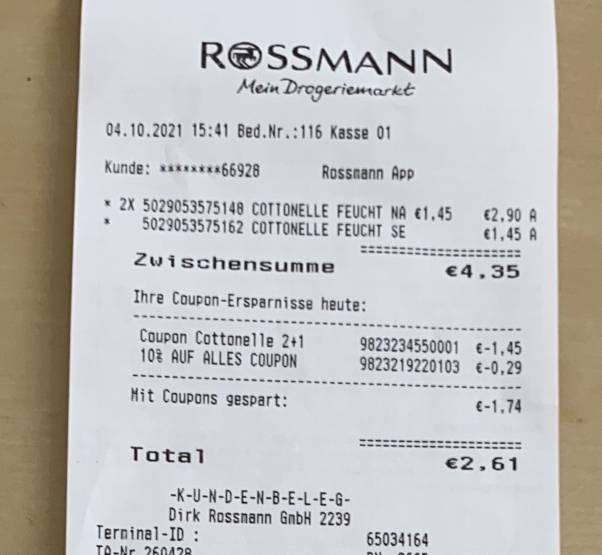 ROSSMANN
Mein Drogeriemarkt
04.10.2021 15:41 Bed.Nr.:116 Kasse 01
Kunde: ********66928 Rossmann App
* 2X 5029053575148 COTTONELLE FEUCHT NA €1,45 €2,90 A
* 5029053575162 COTTONELLE FEUCHT SE €1,45 A
=====================
Zwischensumme €4,35
Ihre Coupon-Ersparnisse heute:
--------------------------------------------------
Coupon Cottonelle 2+1 9823234550001 €-1,45
10% AUF ALLES COUPON 9823219220103 €-0,29
--------------------------------------------------
Mit Coupons gespart: €-1,74
=====================
Total €2,61
-K-U-N-D-E-N-B-E-L-E-G-
Dirk Rossmann GmbH 2239
Terminal-ID : 65034164
TA-Nr 260428